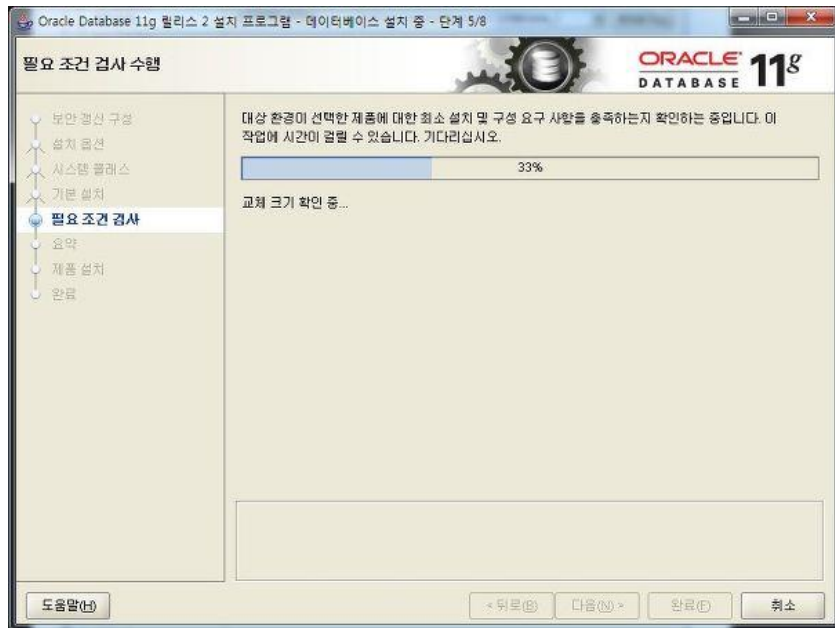 Oracle Database 11g 릴리스 2 설치 프로그램 - 데이터베이스 설치 중 - 단계 5/8
필요 조건 검사 수행
ORACLE
DATABASE
11g
보안 갱신 구성
설치 옵션
시스템 클래스
기본 설치
필요 조건 검사
요약
제품 설치
완료
대상 환경이 선택한 제품에 대한 최소 설치 및 구성 요구 사항을 충족하는지 확인하는 중입니다. 이
작업에 시간이 걸릴 수 있습니다. 기다리십시오.
33%
교체 크기 확인 중...
도움말(H)
< 뒤로(B)
다음(N) >
완료(F)
취소